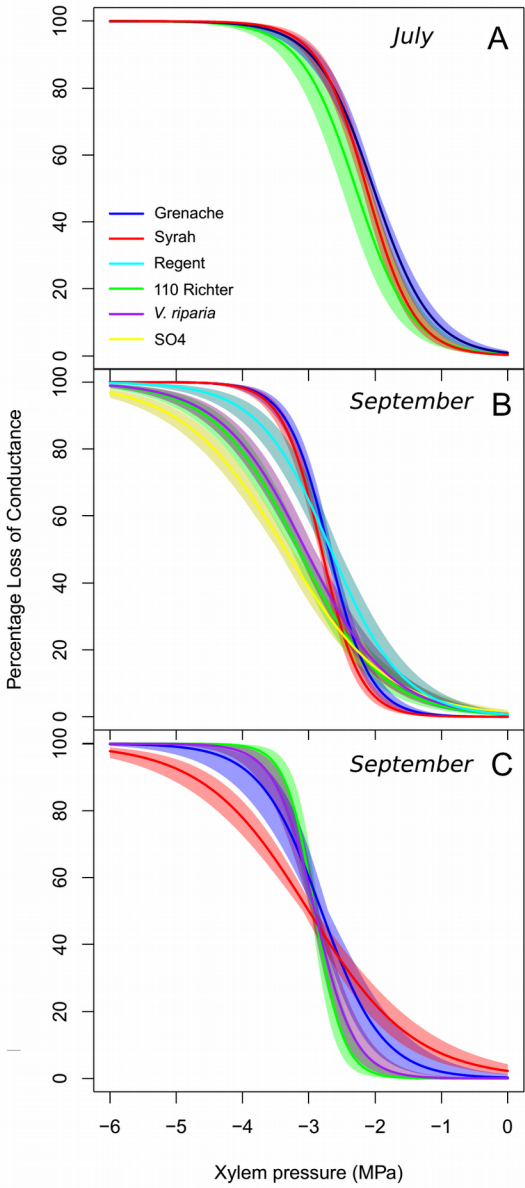 July A
100
80
60
40
20
0
Grenache
Syrah
Regent
110 Richter
V. riparia
SO4
September B
100
80
60
40
20
0
Percentage Loss of Conductance
September C
100
80
60
40
20
0
−6 −5 −4 −3 −2 −1 0
Xylem pressure (MPa)